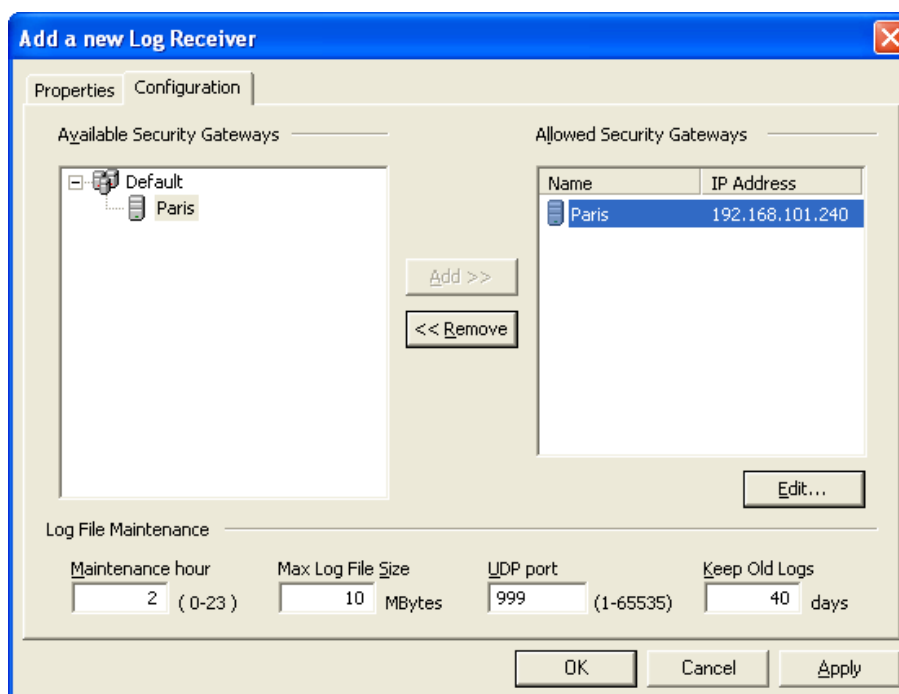 Add a new Log Receiver
Properties Configuration
Available Security Gateways
Default
Paris
Add >>
<< Remove
Allowed Security Gateways
Name IP Address
Paris 192.168.101.240
Edit...
Log File Maintenance
Maintenance hour Max Log File Size UDP port Keep Old Logs
2 ( 0-23 ) 10 MBytes 999 (1-65535) 40 days
OK Cancel Apply